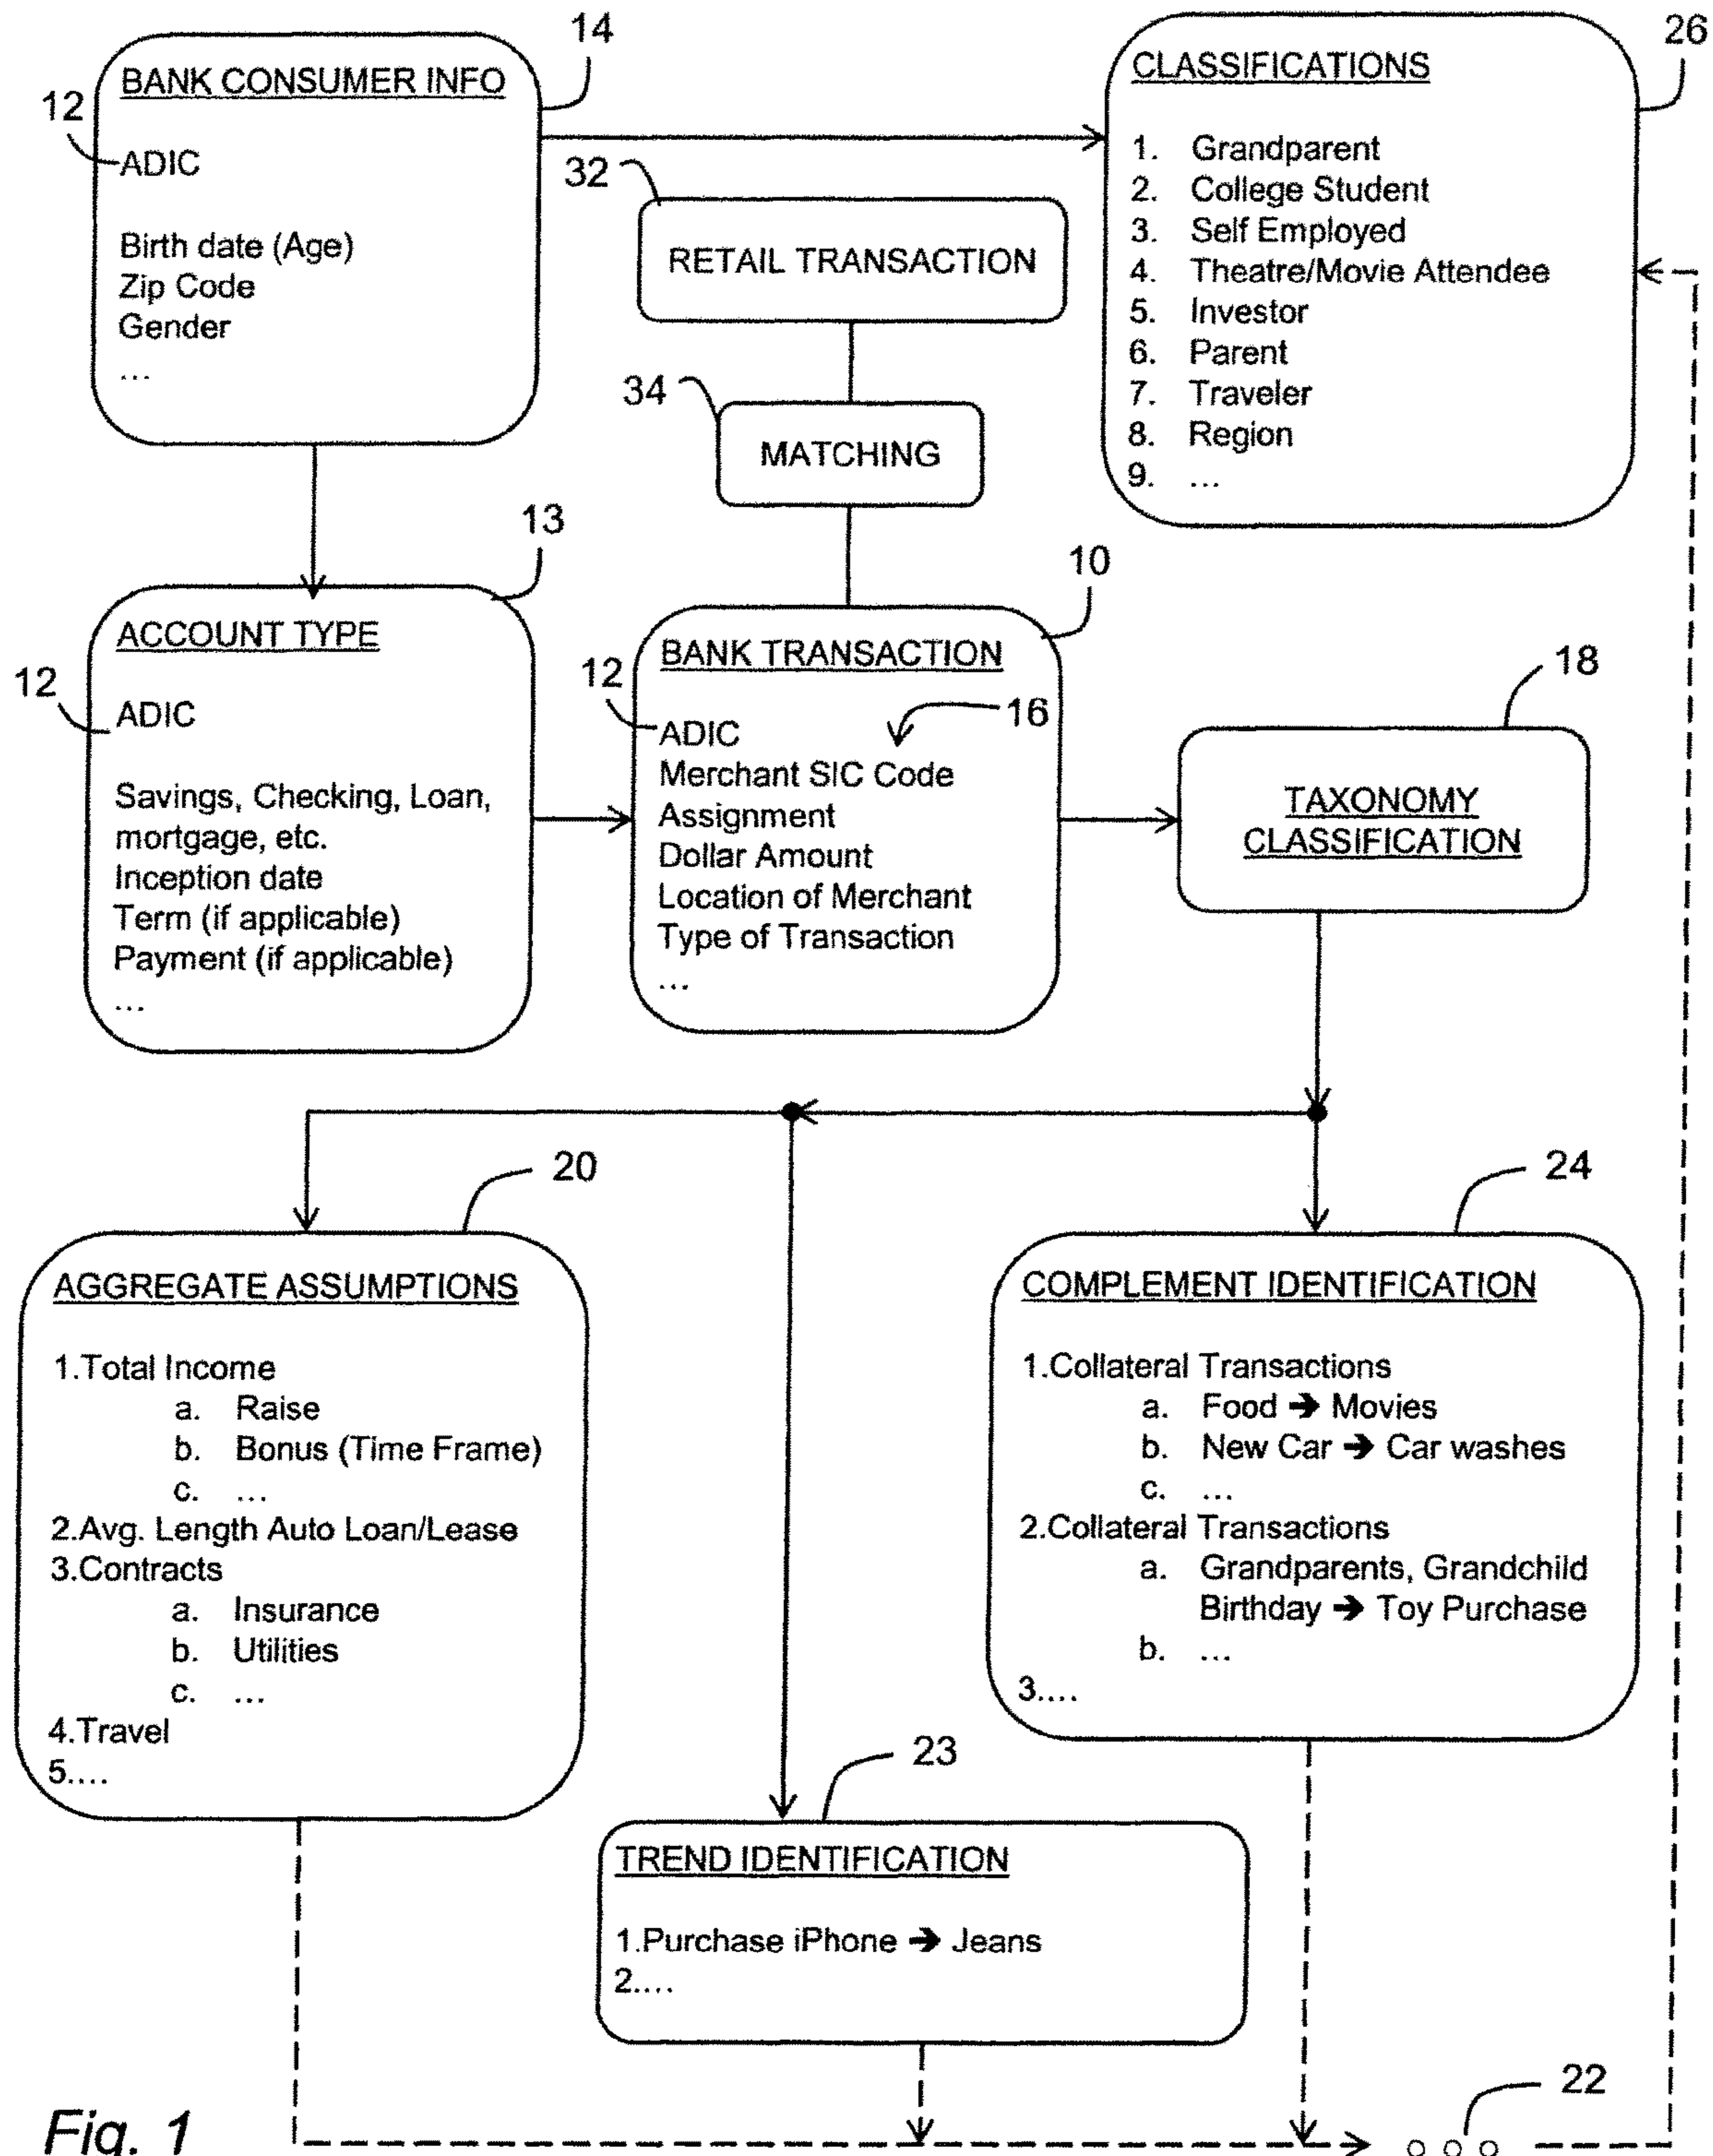 14
BANK CONSUMER INFO
12
ADIC
Birth date (Age)
Zip Code
Gender
...
26
CLASSIFICATIONS
1. Grandparent
2. College Student
3. Self Employed
4. Theatre/Movie Attendee
5. Investor
6. Parent
7. Traveler
8. Region
9. ...
32
RETAIL TRANSACTION
34
MATCHING
13
ACCOUNT TYPE
12
ADIC
Savings, Checking, Loan,
mortgage, etc.
Inception date
Term (if applicable)
Payment (if applicable)
...
10
BANK TRANSACTION
12
16
ADIC
Merchant SIC Code
Assignment
Dollar Amount
Location of Merchant
Type of Transaction
...
18
TAXONOMY
CLASSIFICATION
20
AGGREGATE ASSUMPTIONS
1.Total Income
a. Raise
b. Bonus (Time Frame)
c. ...
2.Avg. Length Auto Loan/Lease
3.Contracts
a. Insurance
b. Utilities
c. ...
4.Travel
5....
24
COMPLEMENT IDENTIFICATION
1.Collateral Transactions
a. Food ➔ Movies
b. New Car ➔ Car washes
c. ...
2.Collateral Transactions
a. Grandparents, Grandchild
Birthday ➔ Toy Purchase
b. ...
3....
23
TREND IDENTIFICATION
1.Purchase iPhone ➔ Jeans
2....
22
Fig. 1